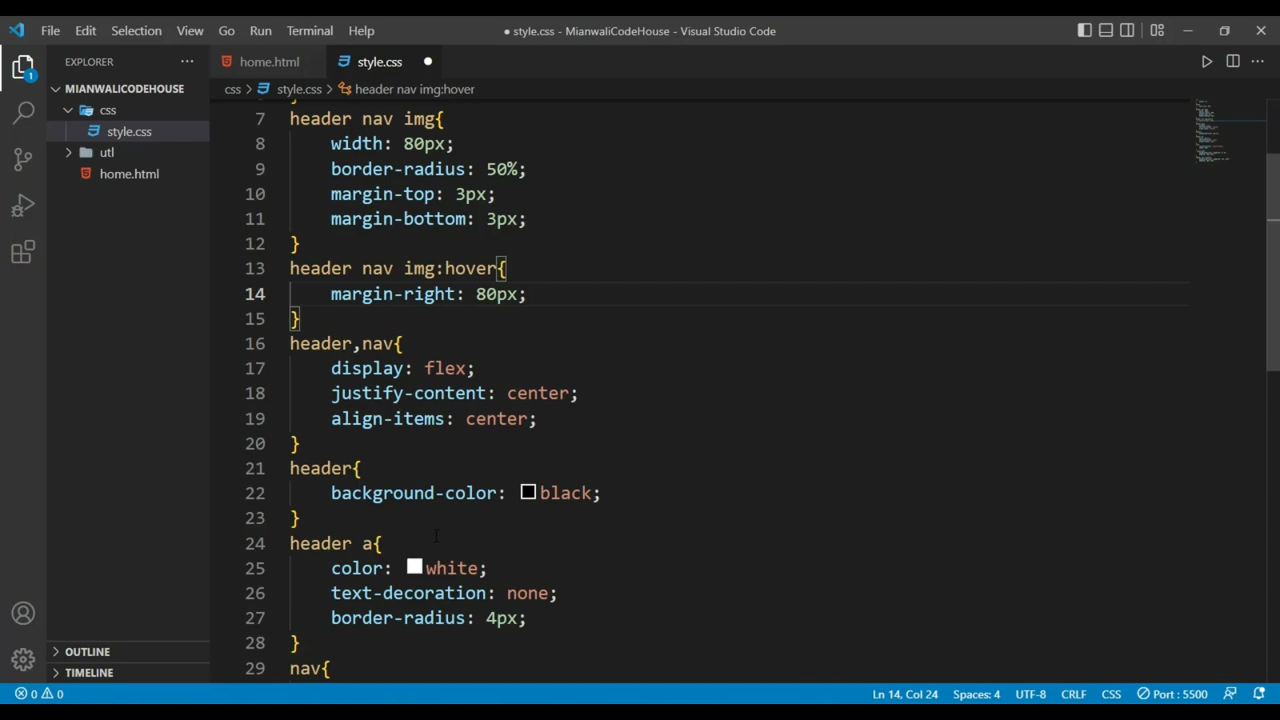 File Edit Selection View Go Run Terminal Help
● style.css - MianwaliCodeHouse - Visual Studio Code
EXPLORER
1
MIANWALICODEHOUSE
css
style.css
utl
home.html
OUTLINE
TIMELINE
home.html style.css
css > style.css > header nav img:hover
7 header nav img{
8 width: 80px;
9 border-radius: 50%;
10 margin-top: 3px;
11 margin-bottom: 3px;
12 }
13 header nav img:hover{
14 margin-right: 80px;
15 }
16 header,nav{
17 display: flex;
18 justify-content: center;
19 align-items: center;
20 }
21 header{
22 background-color: black;
23 }
24 header a{
25 color: white;
26 text-decoration: none;
27 border-radius: 4px;
28 }
29 nav{
0 0 Ln 14, Col 24 Spaces: 4 UTF-8 CRLF CSS Port : 5500